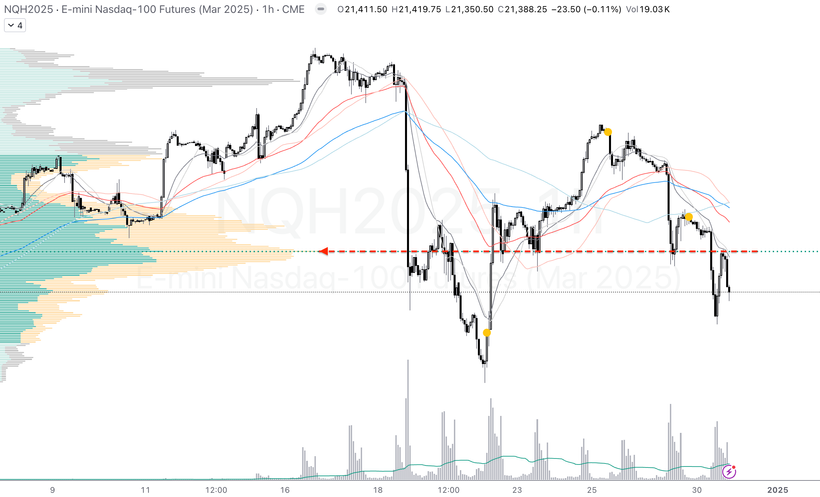 NQH2025 · E-mini Nasdaq-100 Futures (Mar 2025) · 1h · CME O21,411.50 H21,419.75 L21,350.50 C21,388.25 −23.50 (−0.11%) Vol19.03K
4
NQH2025, 1h
E-mini Nasdaq-100 Futures (Mar 2025)
9 11 12:00 16 18 12:00 23 25 30 2025